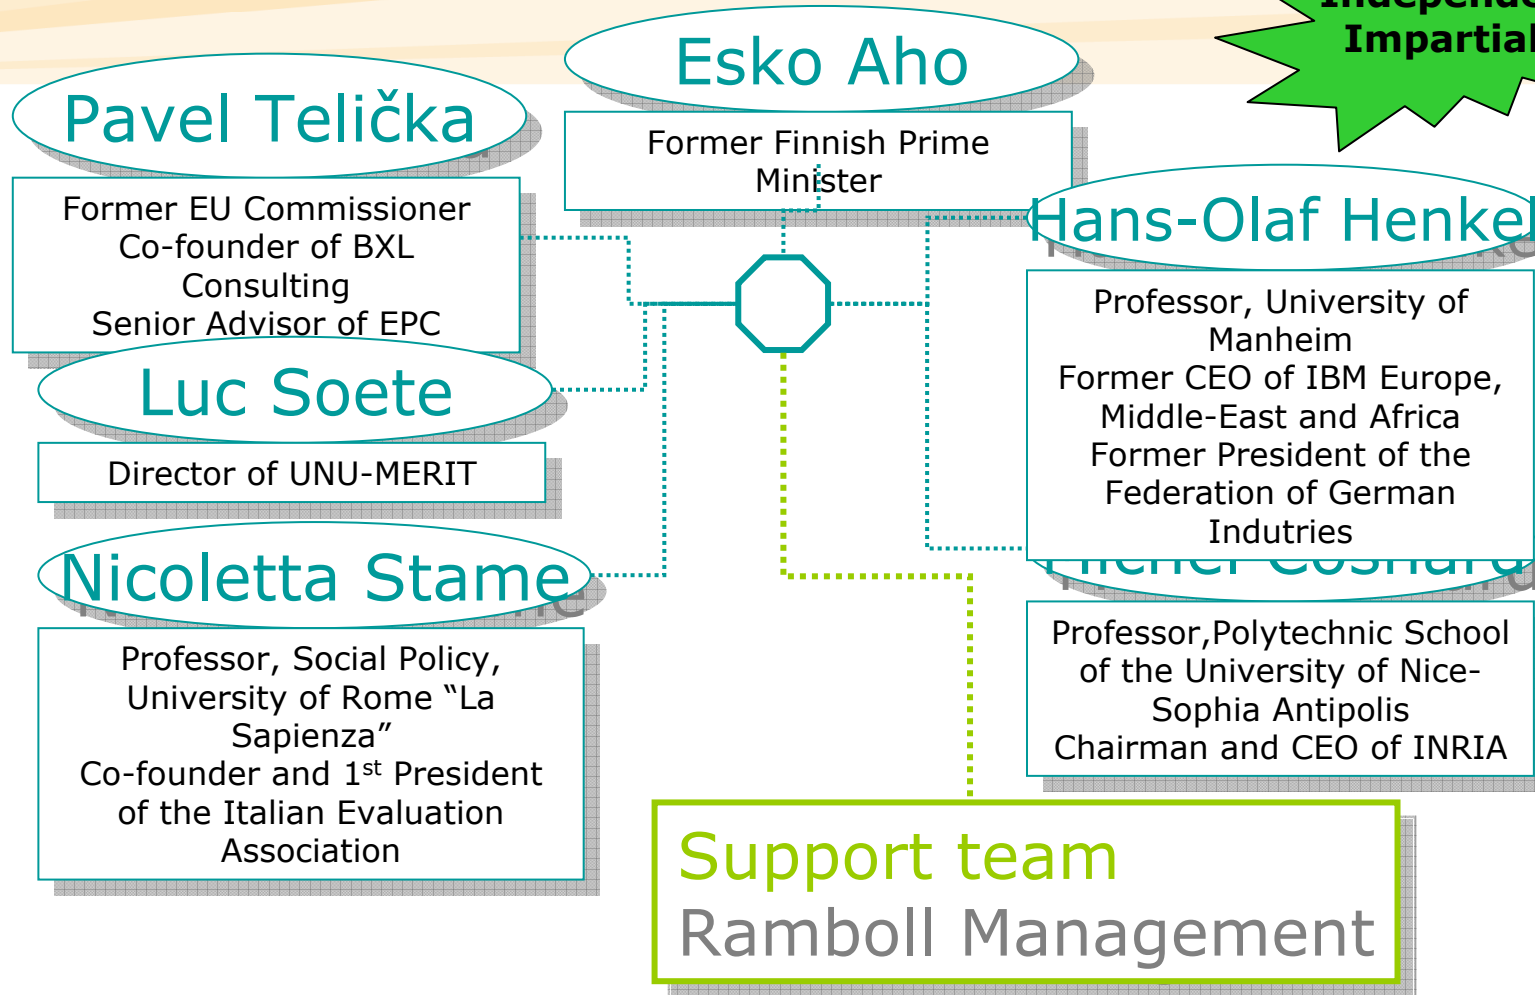 Impartial
Esko Aho
Former Finnish Prime
Minister
Pavel Telička
Former EU Commissioner
Co-founder of BXL
Consulting
Senior Advisor of EPC
Luc Soete
Director of UNU-MERIT
Nicoletta Stame
Professor, Social Policy,
University of Rome “La
Sapienza”
Co-founder and 1st President
of the Italian Evaluation
Association
Hans-Olaf Henkel
Professor, University of
Manheim
Former CEO of IBM Europe,
Middle-East and Africa
Former President of the
Federation of German
Indutries
Professor,Polytechnic School
of the University of Nice-
Sophia Antipolis
Chairman and CEO of INRIA
Support team
Ramboll Management